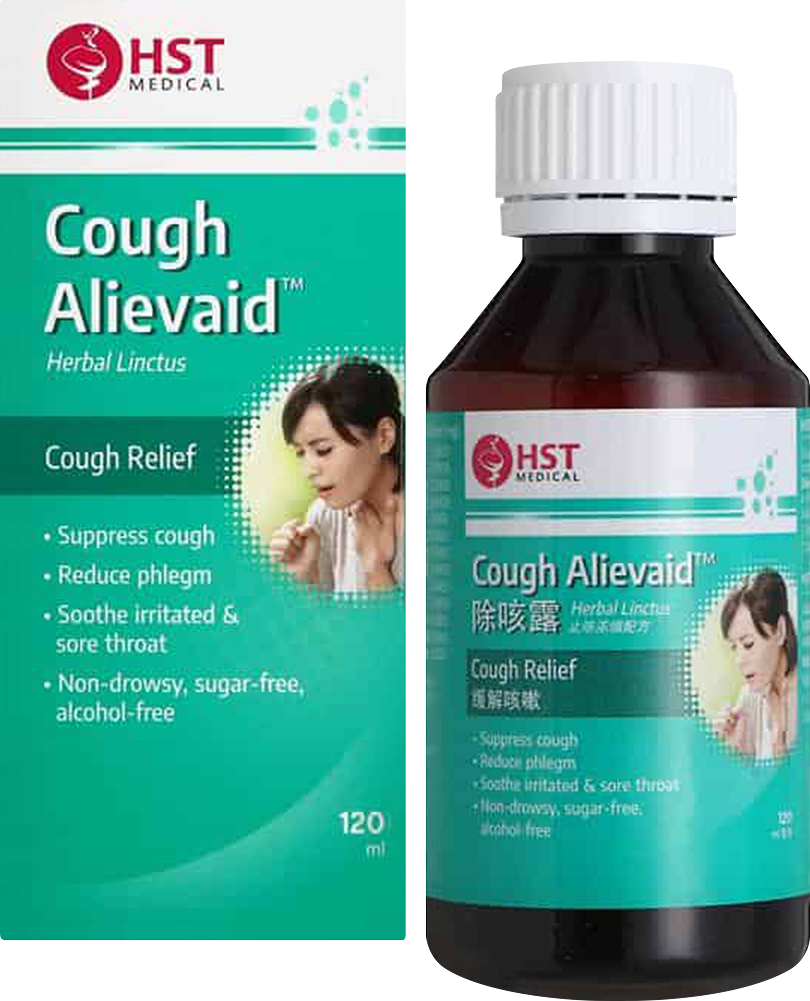 HST
MEDICAL
Cough
Alievaid™
Herbal Linctus
Cough Relief
• Suppress cough
• Reduce phlegm
• Soothe irritated &
sore throat
• Non-drowsy, sugar-free,
alcohol-free
120
ml
HST
MEDICAL
Cough Alievaid™
除咳露 Herbal Linctus
Cough Relief
緩解咳嗽
• Suppress cough
• Reduce phlegm
• Soothe irritated & sore throat
• Non-drowsy, sugar-free,
alcohol-free
120
ml